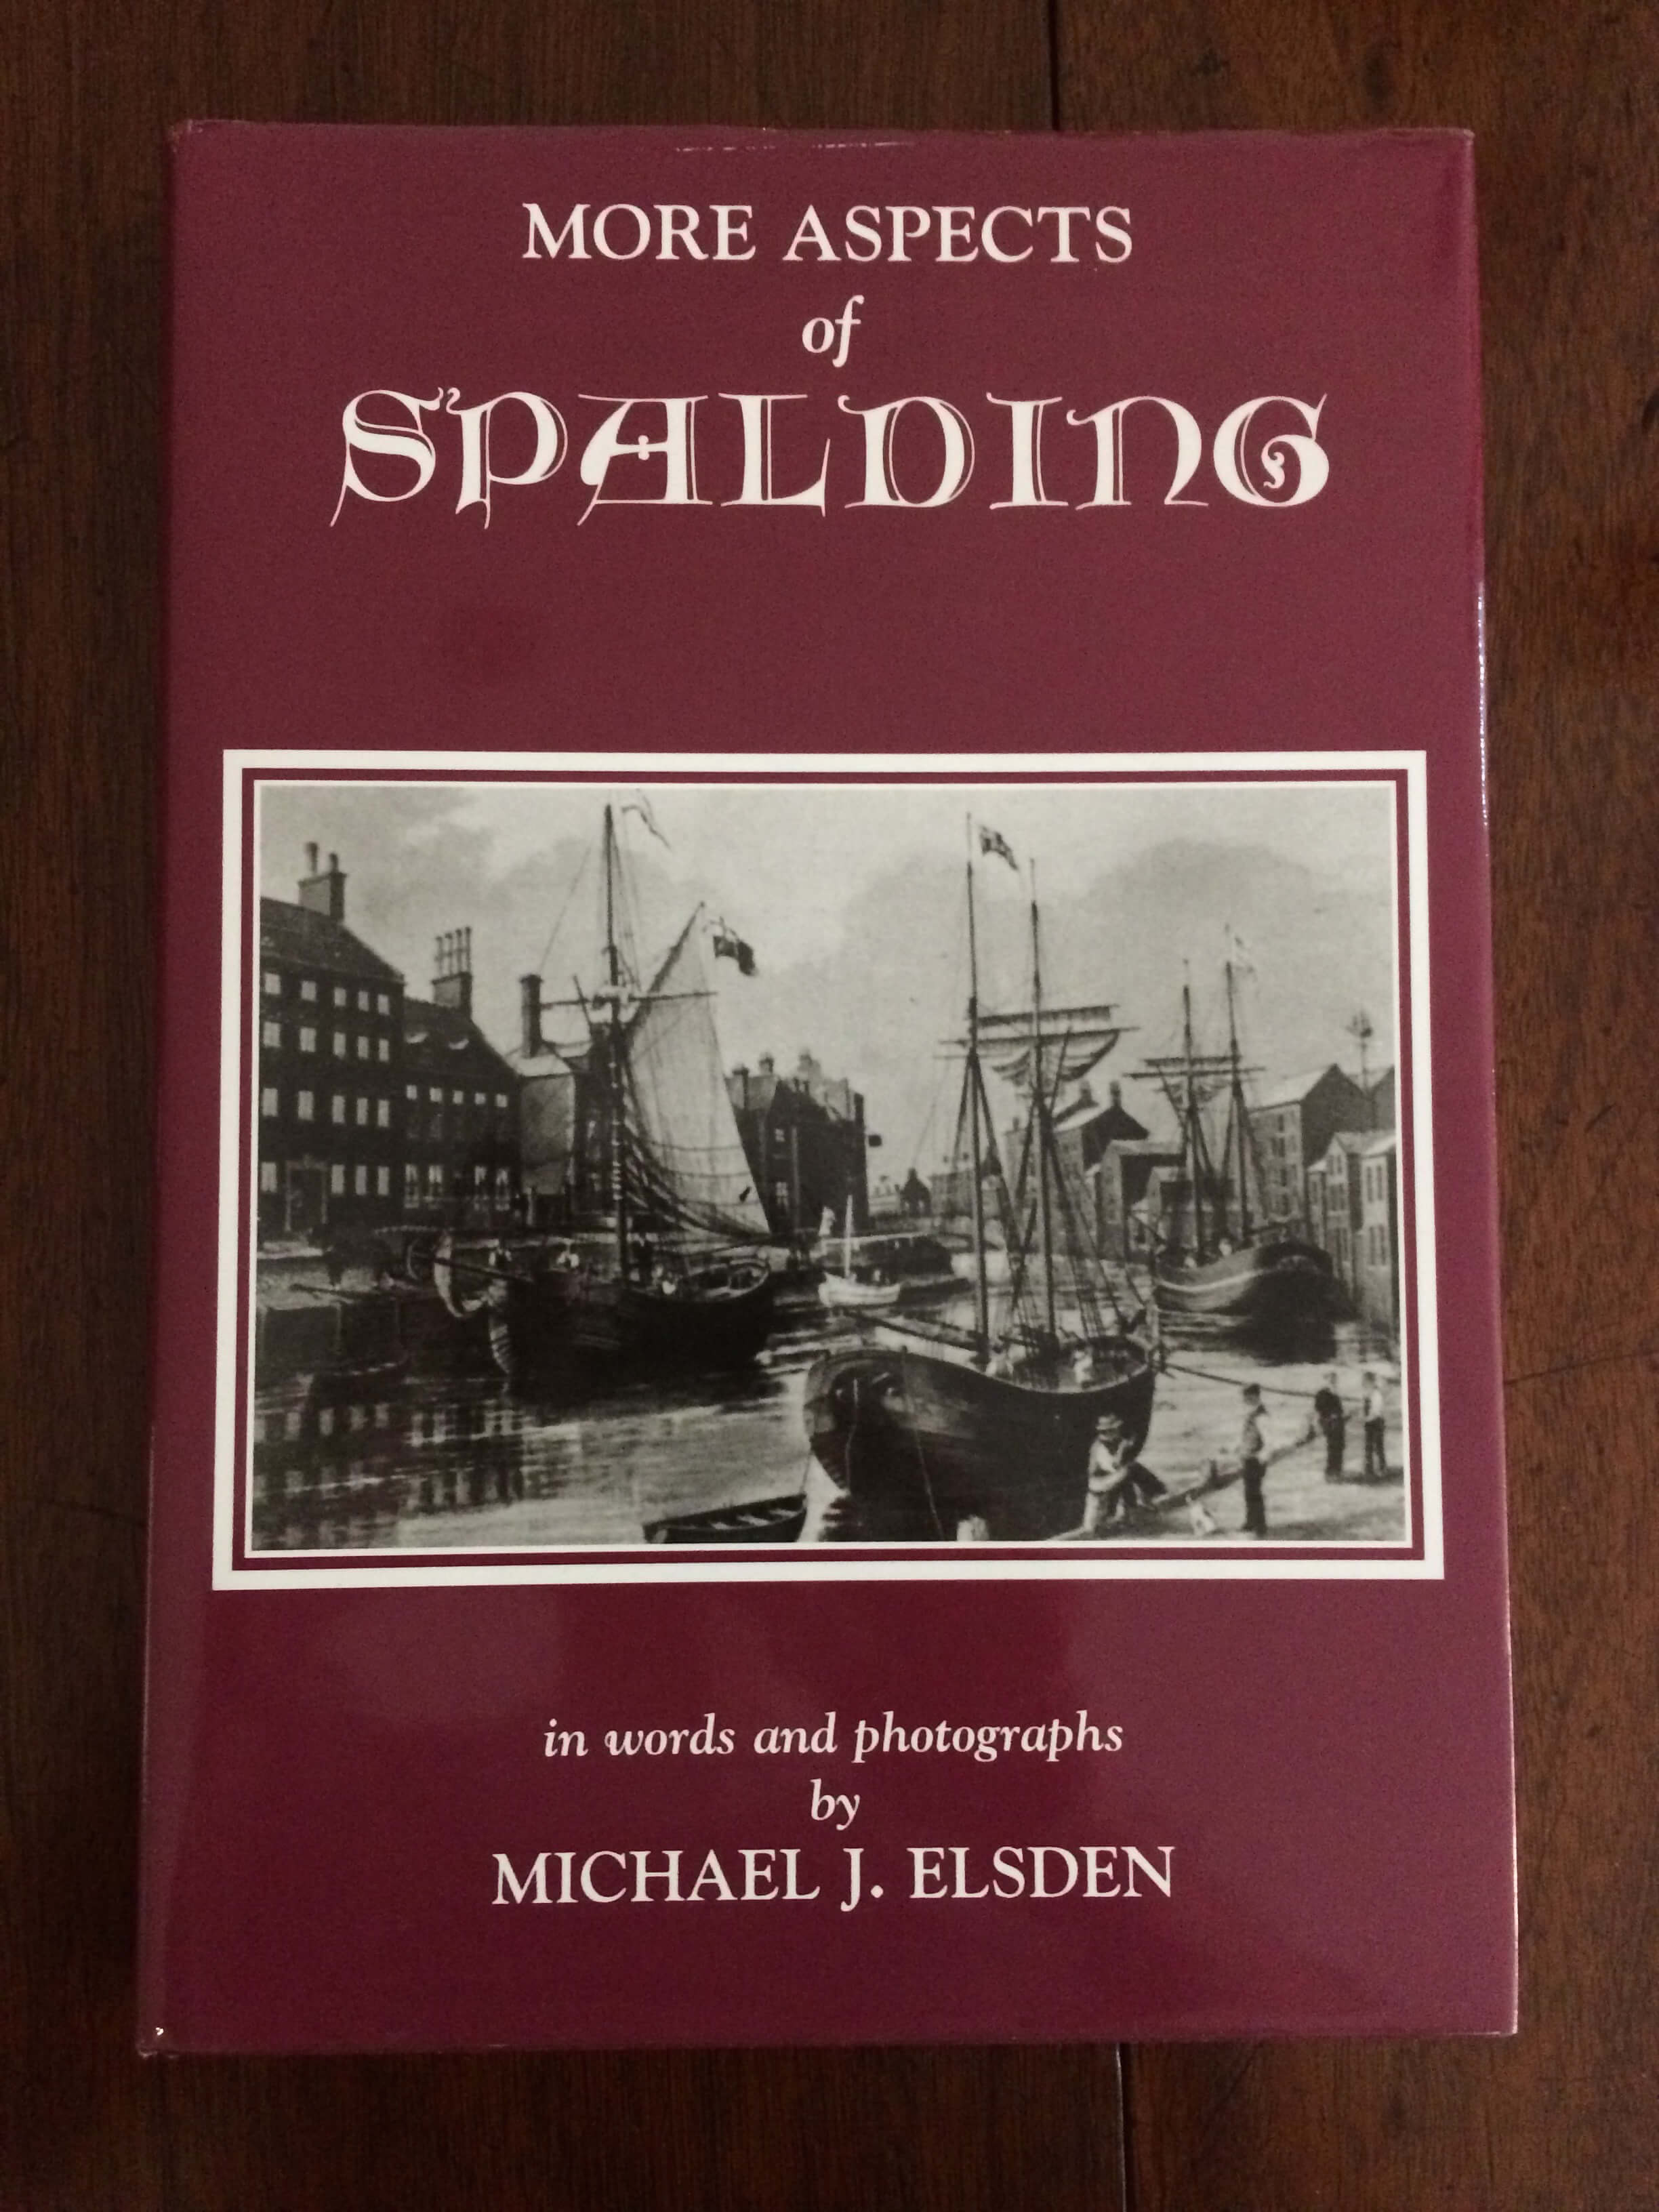 MORE ASPECTS
of
SPALDING
in words and photographs
by
MICHAEL J. ELSDEN